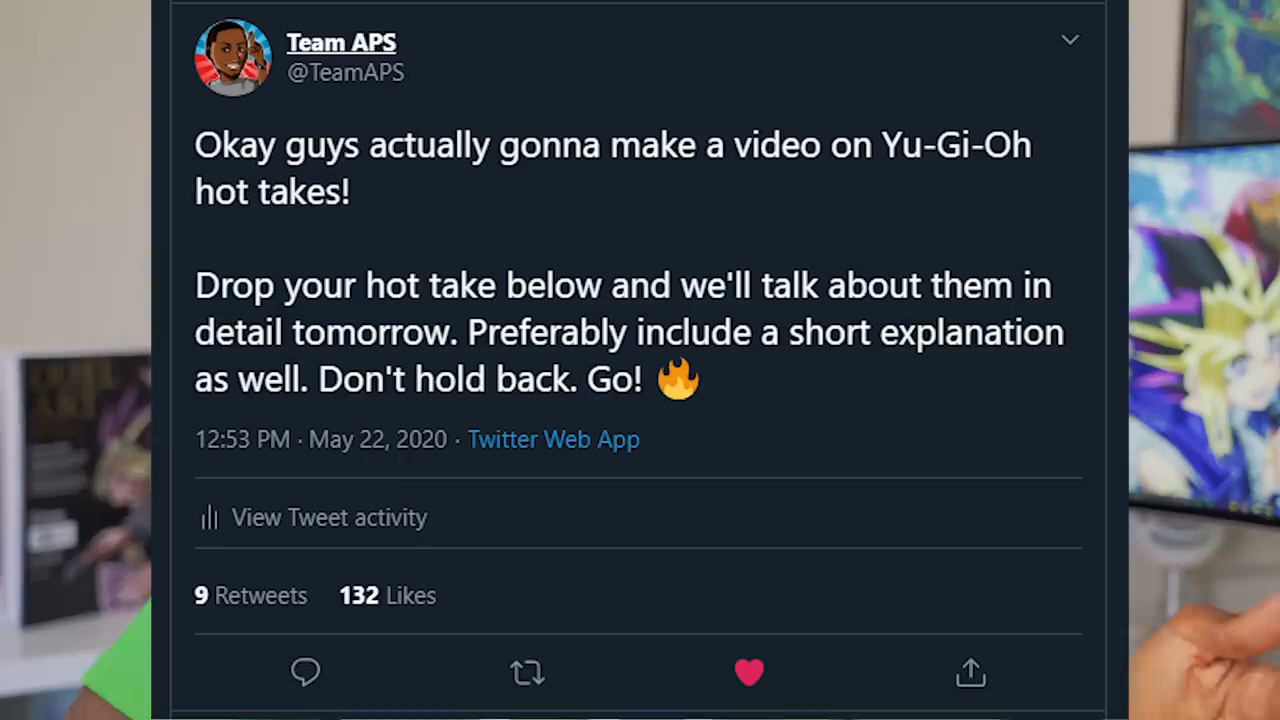 Team APS
@TeamAPS
Okay guys actually gonna make a video on Yu-Gi-Oh
hot takes!
Drop your hot take below and we'll talk about them in
detail tomorrow. Preferably include a short explanation
as well. Don't hold back. Go! 🔥
12:53 PM · May 22, 2020 · Twitter Web App
View Tweet activity
9 Retweets 132 Likes